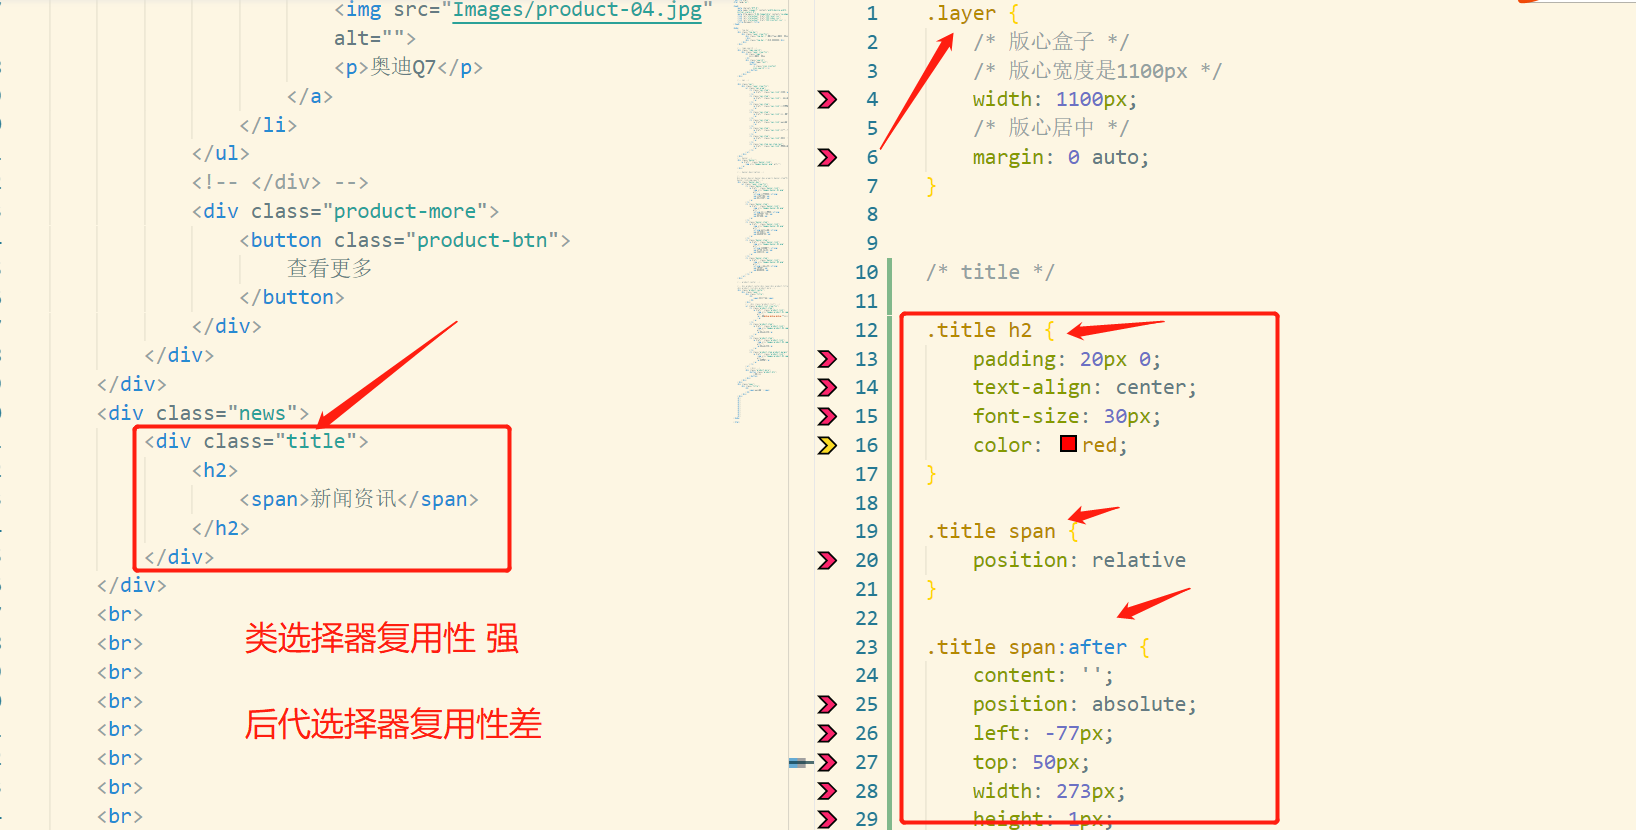 <img src="Images/product-04.jpg"
alt="">
<p>奥迪Q7</p>
</a>
</li>
</ul>
<!-- </div> -->
<div class="product-more">
<button class="product-btn">
查看更多
</button>
</div>
</div>
</div>
<div class="news">
<div class="title">
<h2>
<span>新闻资讯</span>
</h2>
</div>
</div>
<br>
<br>
<br>
<br>
<br>
<br>
<br>
<br>
类选择器复用性 强
后代选择器复用性差
1 .layer {
2 /* 版心盒子 */
3 /* 版心宽度是1100px */
4 width: 1100px;
5 /* 版心居中 */
6 margin: 0 auto;
7 }
8
9
10 /* title */
11
12 .title h2 {
13 padding: 20px 0;
14 text-align: center;
15 font-size: 30px;
16 color: red;
17 }
18
19 .title span {
20 position: relative
21 }
22
23 .title span:after {
24 content: '';
25 position: absolute;
26 left: -77px;
27 top: 50px;
28 width: 273px;
29 height: 1px;